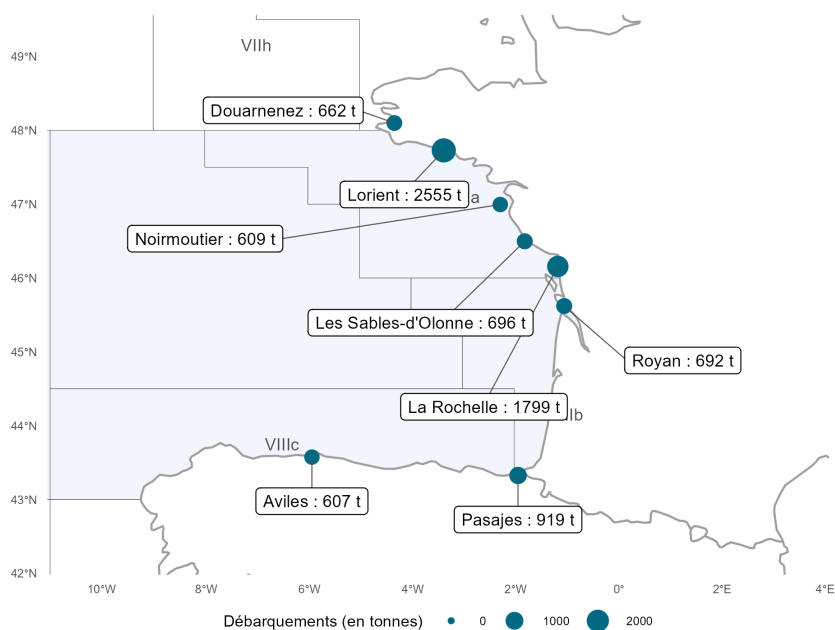 49°N
VIIh
Douarnenez : 662 t
48°N
Lorient : 2555 t
a
47°N
Noirmoutier : 609 t
46°N
Les Sables-d'Olonne : 696 t
45°N
Royan : 692 t
La Rochelle : 1799 t
IIb
44°N
VIIIc
43°N
Aviles : 607 t
Pasajes : 919 t
42°N
10°W 8°W 6°W 4°W 2°W 0° 2°E 4°E
Débarquements (en tonnes) 0 1000 2000